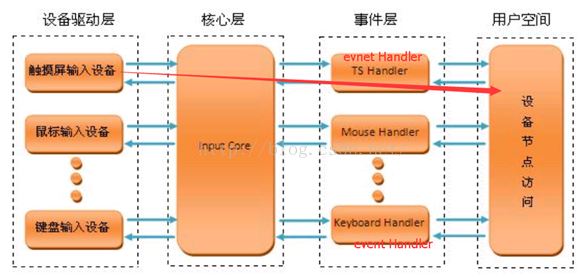 设备驱动层 核心层 事件层 用户空间
evnet Handler
触摸屏输入设备 TS Handler
鼠标输入设备 Input Core Mouse Handler 设备节点访问
http://blog.csdn.net
键盘输入设备 Keyboard Handler
event Handler